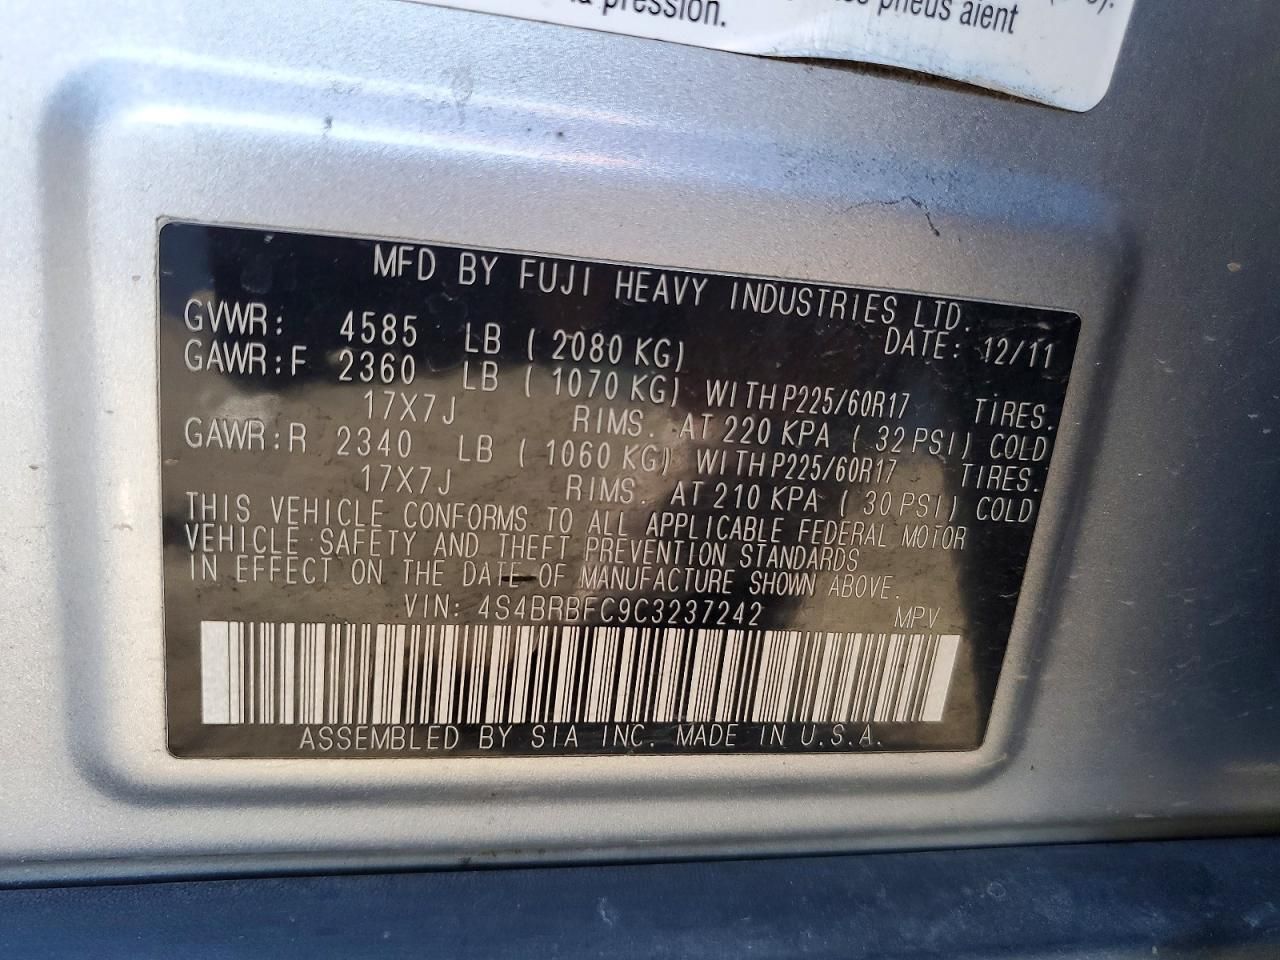 pression.
pneus aient
MFD BY FUJI HEAVY INDUSTRIES LTD.
GVWR: 4585 LB ( 2080 KG) DATE: 12/11
GAWR:F 2360 LB ( 1070 KG) WITH P225/60R17 TIRES.
17X7J RIMS. AT 220 KPA ( 32 PSI) COLD
GAWR:R 2340 LB ( 1060 KG) WITH P225/60R17 TIRES.
17X7J RIMS. AT 210 KPA ( 30 PSI) COLD
THIS VEHICLE CONFORMS TO ALL APPLICABLE FEDERAL MOTOR
VEHICLE SAFETY AND THEFT PREVENTION STANDARDS
IN EFFECT ON THE DATE OF MANUFACTURE SHOWN ABOVE.
VIN: 4S4BRBFC9C3237242 MPV
ASSEMBLED BY SIA INC. MADE IN U.S.A.